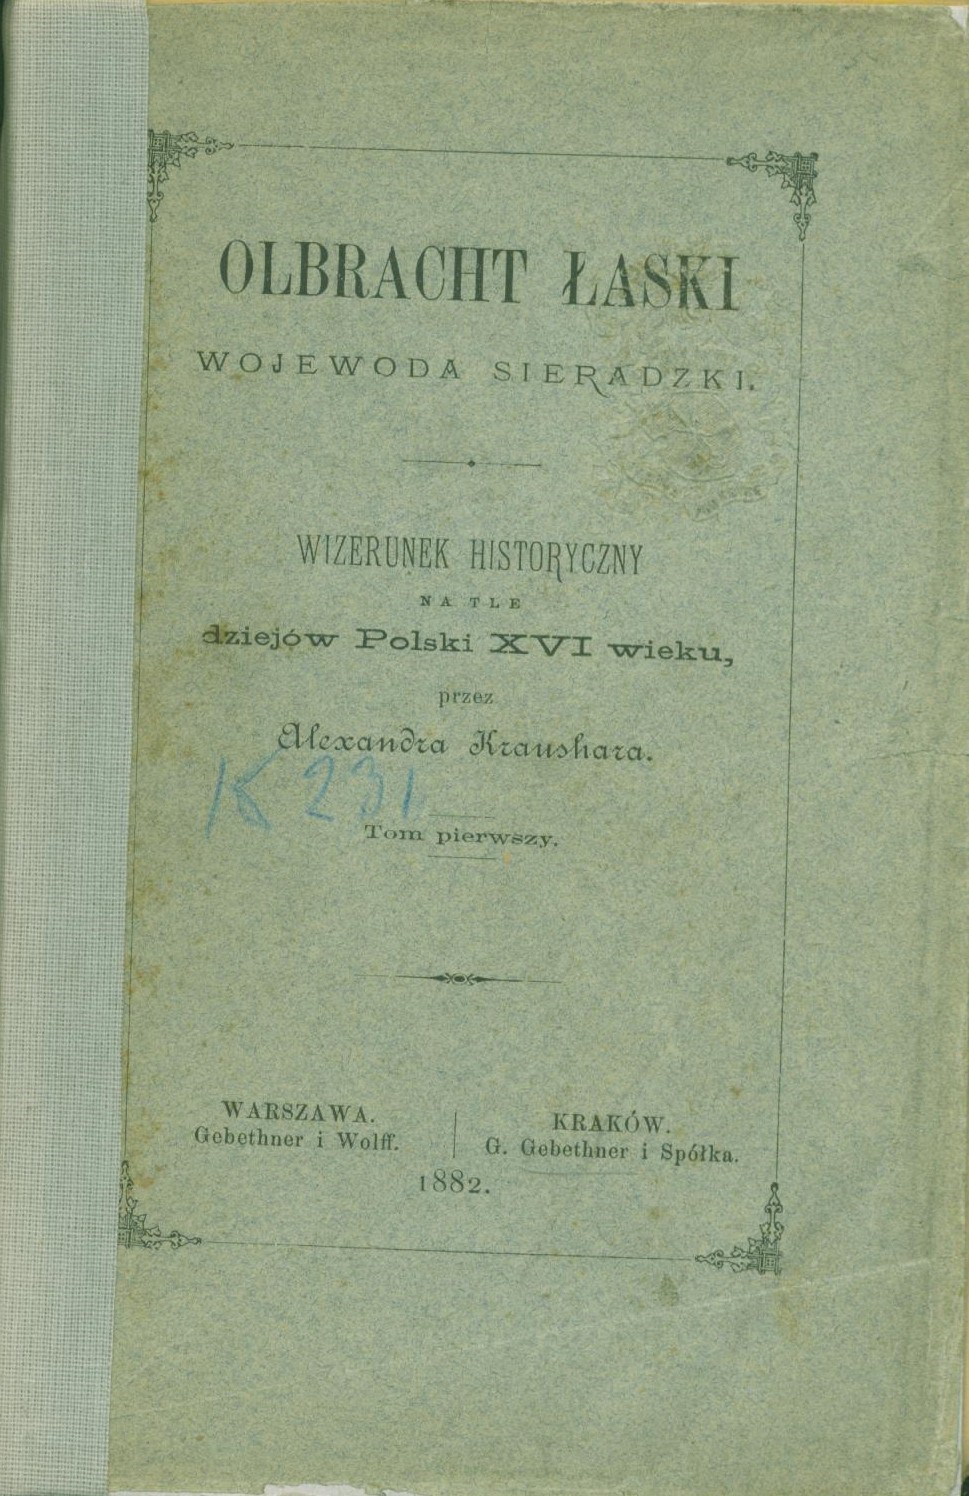 OLBRACHT ŁASKI
WOJEWODA SIERADZKI.
WIZERUNEK HISTORYCZNY
NA TLE
dziejów Polski XVI wieku,
przez
Alexandra Kraushara.
K 231
Tom pierwszy.
WARSZAWA.
Gebethner i Wolff.
KRAKÓW.
G. Gebethner i Spółka.
1882.